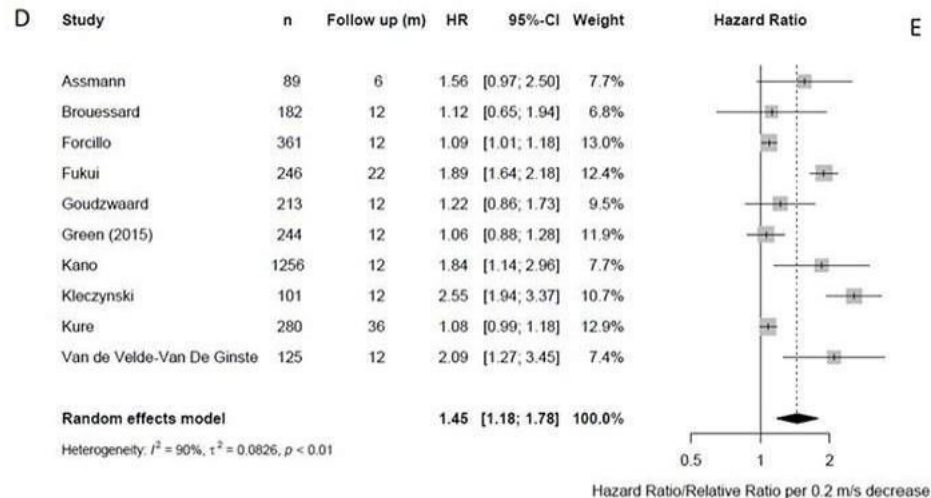 D Study n Follow up (m) HR 95%-CI Weight Hazard Ratio E
Assmann 89 6 1.56 [0.97; 2.50] 7.7%
Brouessard 182 12 1.12 [0.65; 1.94] 6.8%
Forcillo 361 12 1.09 [1.01; 1.18] 13.0%
Fukui 246 22 1.89 [1.64; 2.18] 12.4%
Goudzwaard 213 12 1.22 [0.86; 1.73] 9.5%
Green (2015) 244 12 1.06 [0.88; 1.28] 11.9%
Kano 1256 12 1.84 [1.14; 2.96] 7.7%
Kleczynski 101 12 2.55 [1.94; 3.37] 10.7%
Kure 280 36 1.08 [0.99; 1.18] 12.9%
Van de Velde-Van De Ginste 125 12 2.09 [1.27; 3.45] 7.4%
Random effects model 1.45 [1.18; 1.78] 100.0%
Heterogeneity: I² = 90%, τ² = 0.0826, p < 0.01
0.5 1 2
Hazard Ratio/Relative Ratio per 0.2 m/s decrease